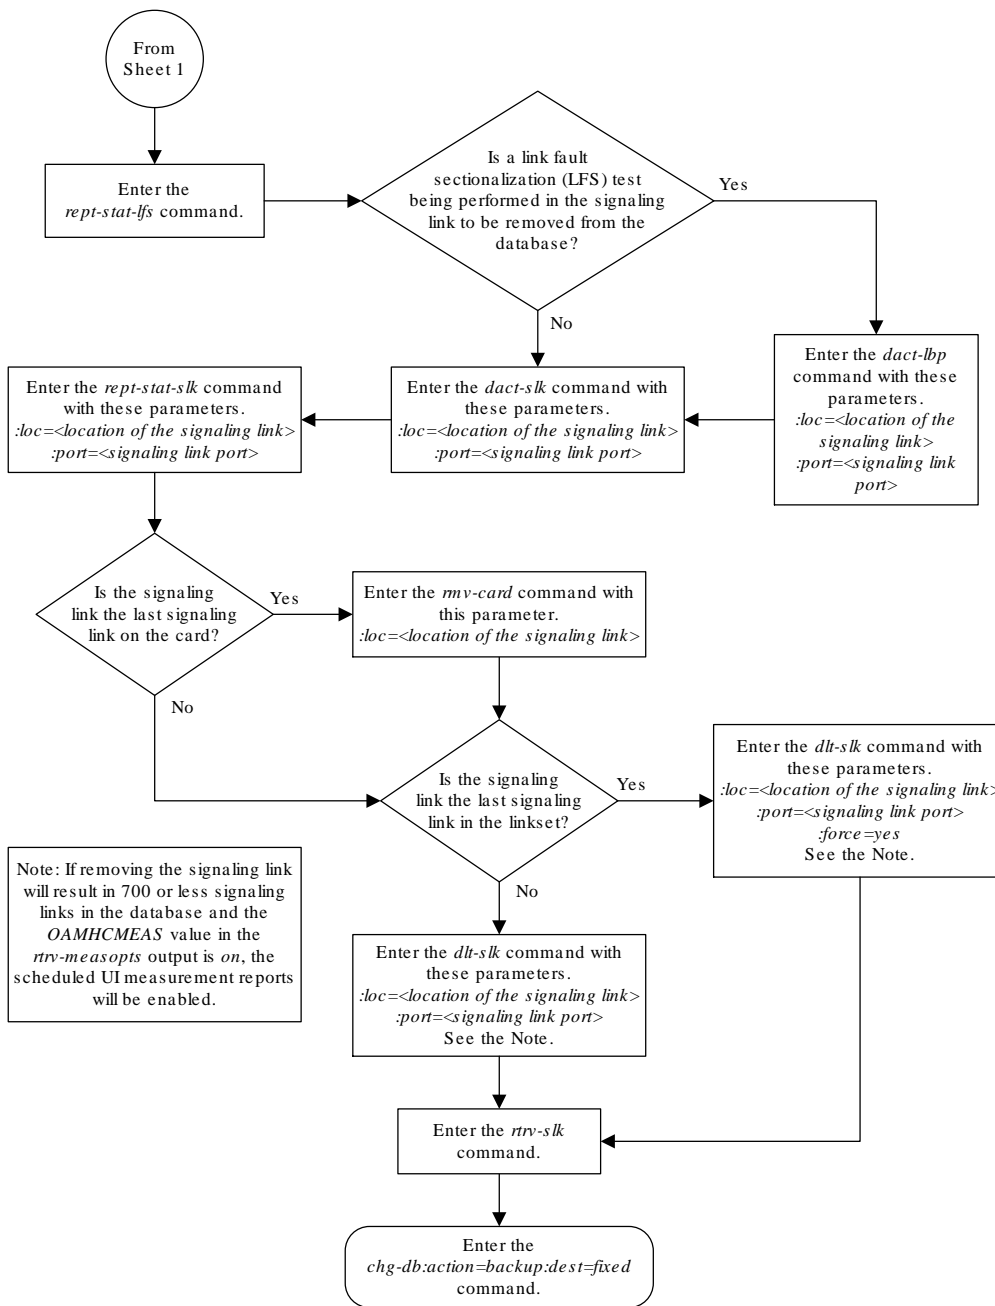 From
Sheet 1
Enter the
rept-stat-lfs command.
Is a link fault
sectionalization (LFS) test
being performed in the signaling
link to be removed from the
database?
Yes
No
Enter the dact-lbp
command with these
parameters.
:loc=<location of the
signaling link>
:port=<signaling link
port>
Enter the dact-slk command with
these parameters.
:loc=<location of the signaling link>
:port=<signaling link port>
Enter the rept-stat-slk command
with these parameters.
:loc=<location of the signaling link>
:port=<signaling link port>
Is the signaling
link the last signaling
link on the card?
Yes
No
Enter the rmv-card command with
this parameter.
:loc=<location of the signaling link>
Is the signaling
link the last signaling
link in the linkset?
Yes
No
Enter the dlt-slk command with
these parameters.
:loc=<location of the signaling link>
:port=<signaling link port>
:force=yes
See the Note.
Note: If removing the signaling link
will result in 700 or less signaling
links in the database and the
OAMHCMEAS value in the
rtrv-measopts output is on, the
scheduled UI measurement reports
will be enabled.
Enter the dlt-slk command with
these parameters.
:loc=<location of the signaling link>
:port=<signaling link port>
See the Note.
Enter the rtrv-slk
command.
Enter the
chg-db:action=backup:dest=fixed
command.